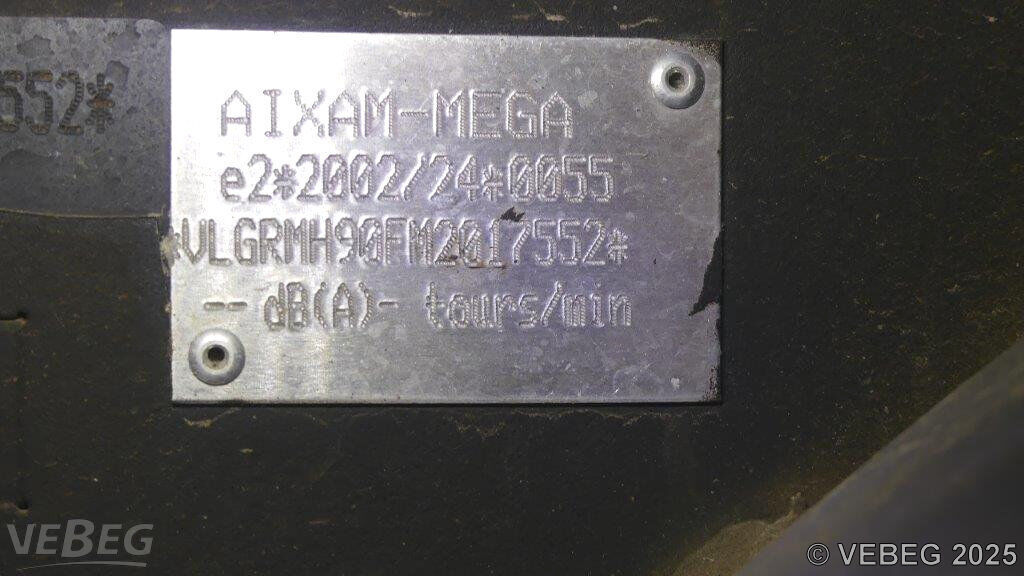 552*
AIXAM-MEGA
e2*2002/24*0055
*VLGRMH90FM2017552*
--dB(A)- tours/min
VEBEG
© VEBEG 2025